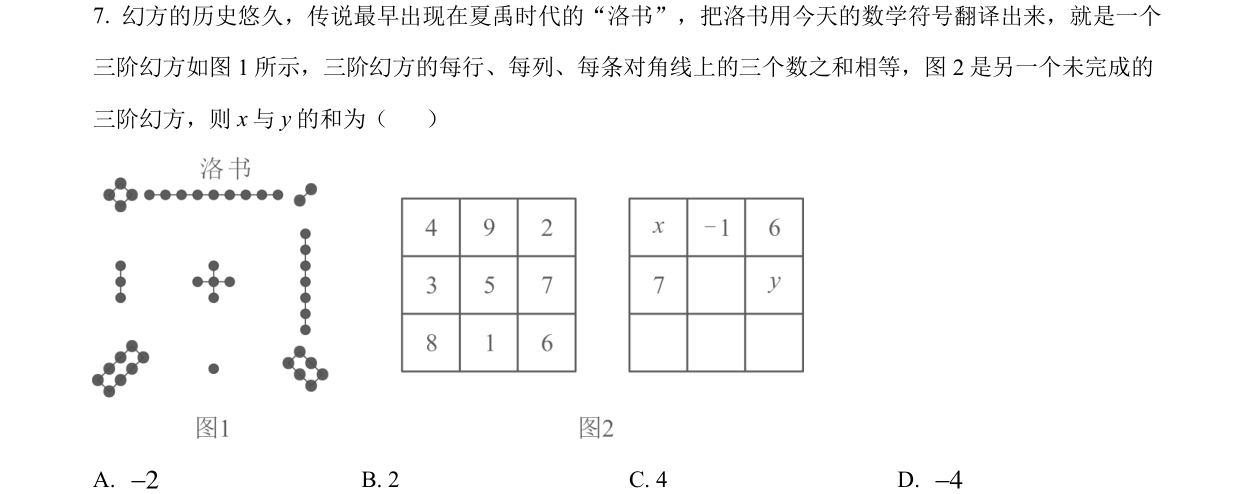 7. 幻方的历史悠久，传说最早出现在夏禹时代的“洛书”，把洛书用今天的数学符号翻译出来，就是一个
三阶幻方如图 1 所示，三阶幻方的每行、每列、每条对角线上的三个数之和相等，图 2 是另一个未完成的
三阶幻方，则 x 与 y 的和为（　　）
洛书
4 9 2
3 5 7
8 1 6
x −1 6
7 y
图1
图2
A. −2 B. 2 C. 4 D. −4